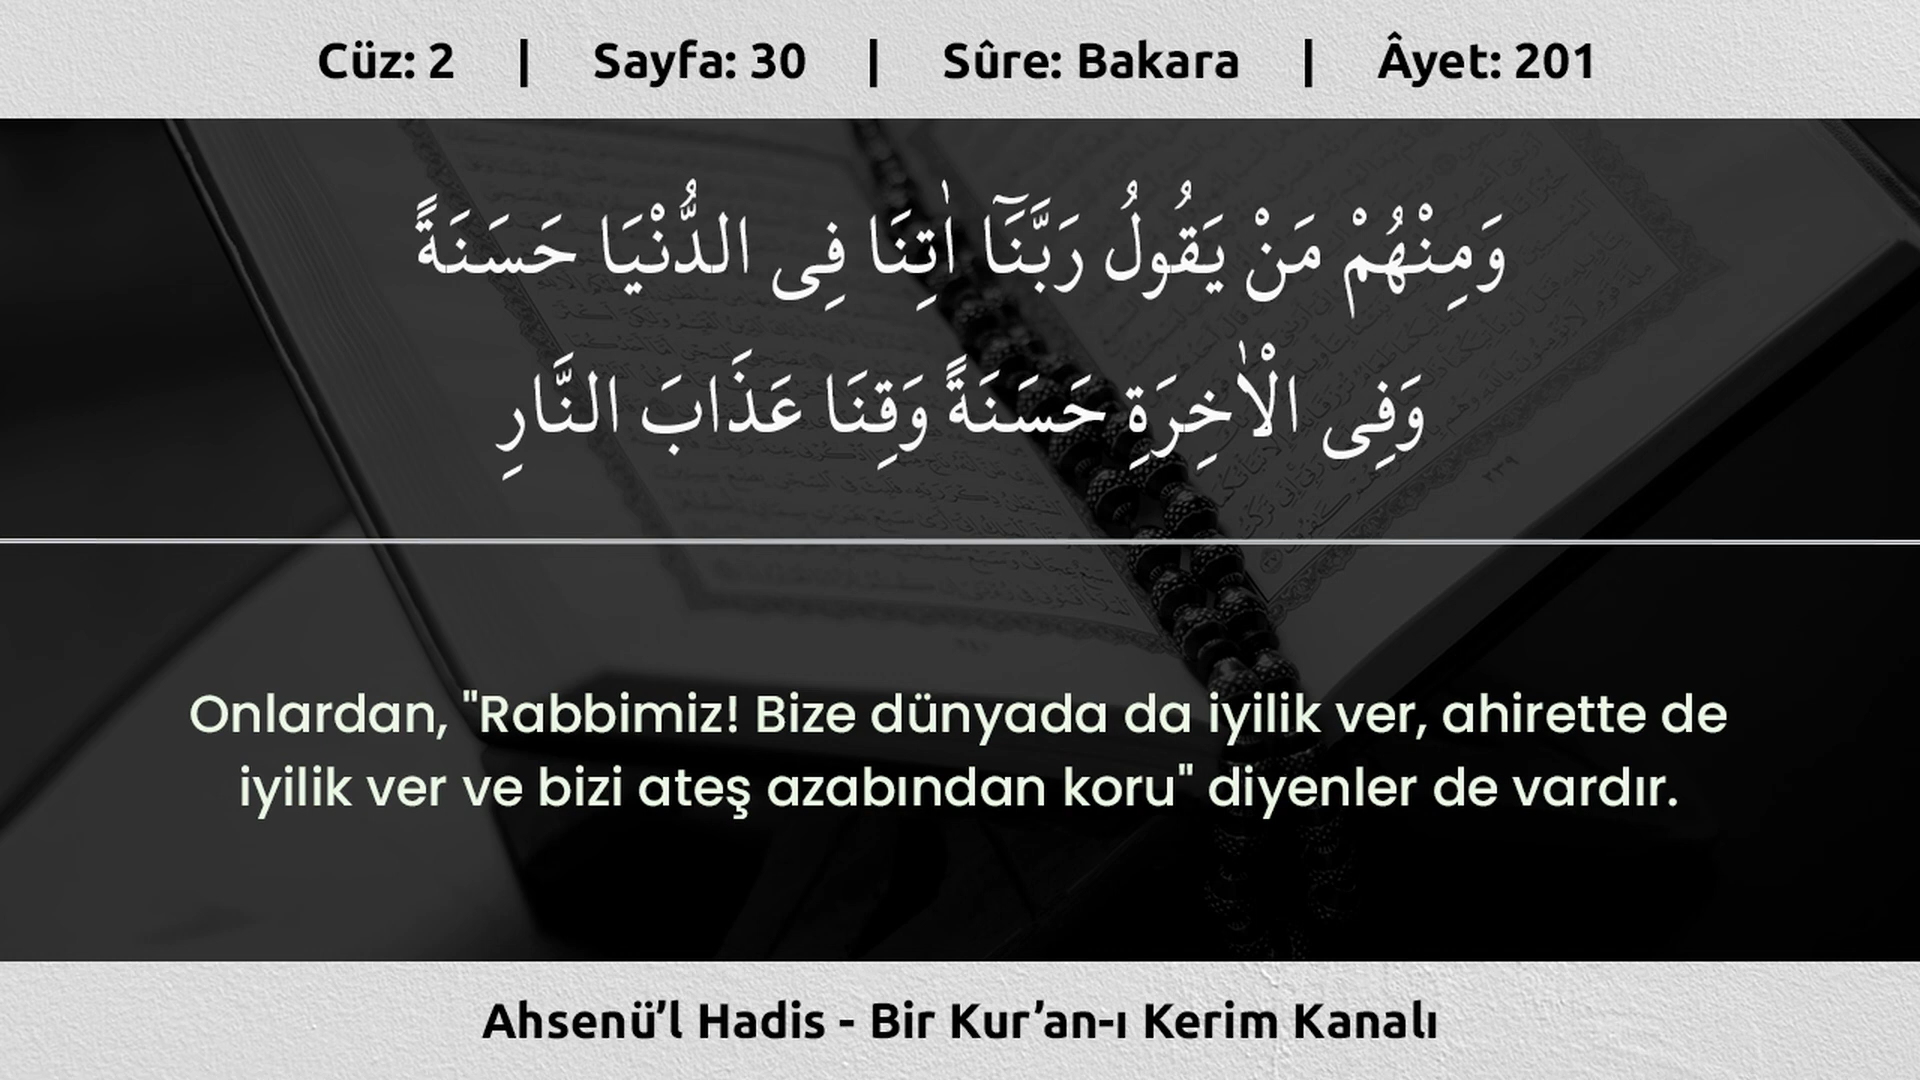 Cüz: 2 | Sayfa: 30 | Sûre: Bakara | Âyet: 201
وَمِنْهُمْ مَنْ يَقُولُ رَبَّنَٓا اٰتِنَا فِى الدُّنْيَا حَسَنَةً
وَفِى الْاٰخِرَةِ حَسَنَةً وَقِنَا عَذَابَ النَّارِ
Onlardan, "Rabbimiz! Bize dünyada da iyilik ver, ahirette de
iyilik ver ve bizi ateş azabından koru" diyenler de vardır.
Ahsenü’l Hadis - Bir Kur’an-ı Kerim Kanalı